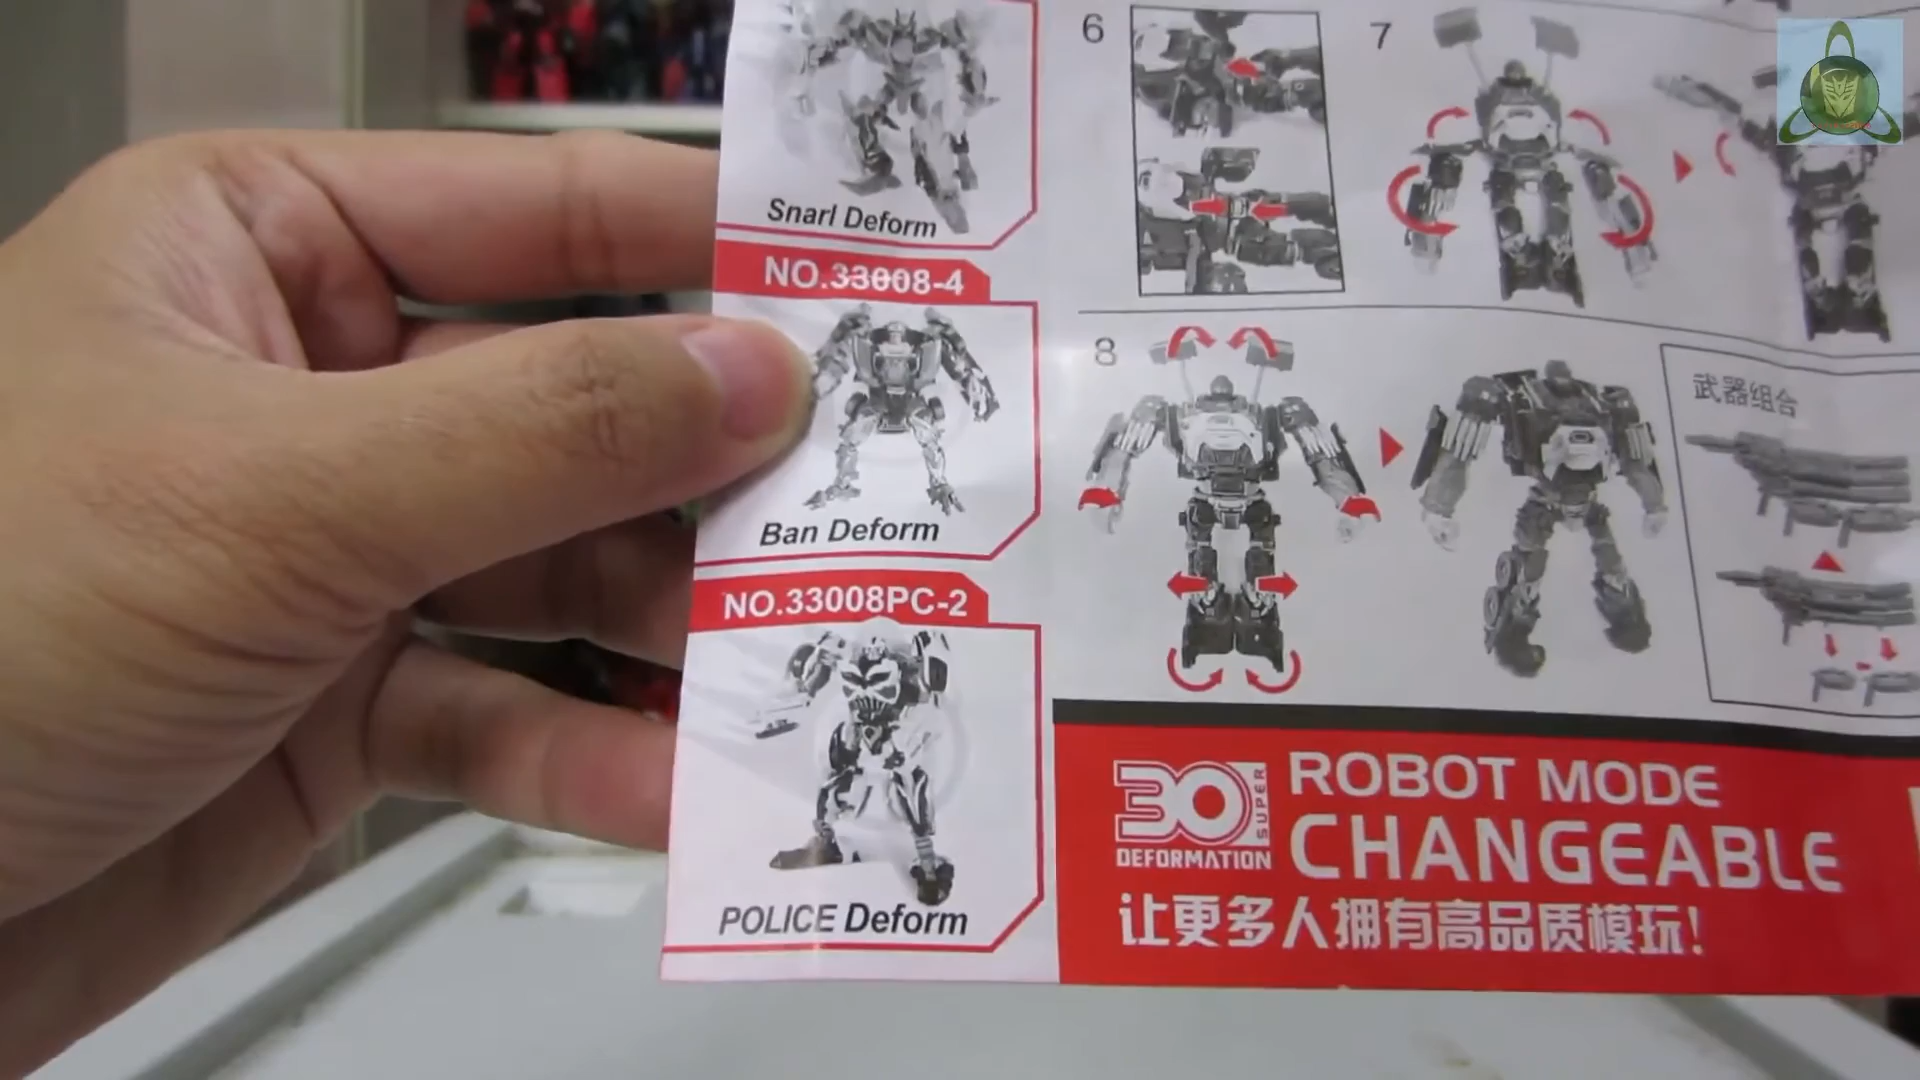 Snarl Deform
NO.33008-4
Ban Deform
NO.33008PC-2
POLICE Deform
6
7
8
武器组合
30
SUPER
DEFORMATION
ROBOT MODE
CHANGEABLE
让更多人拥有高品质模玩!